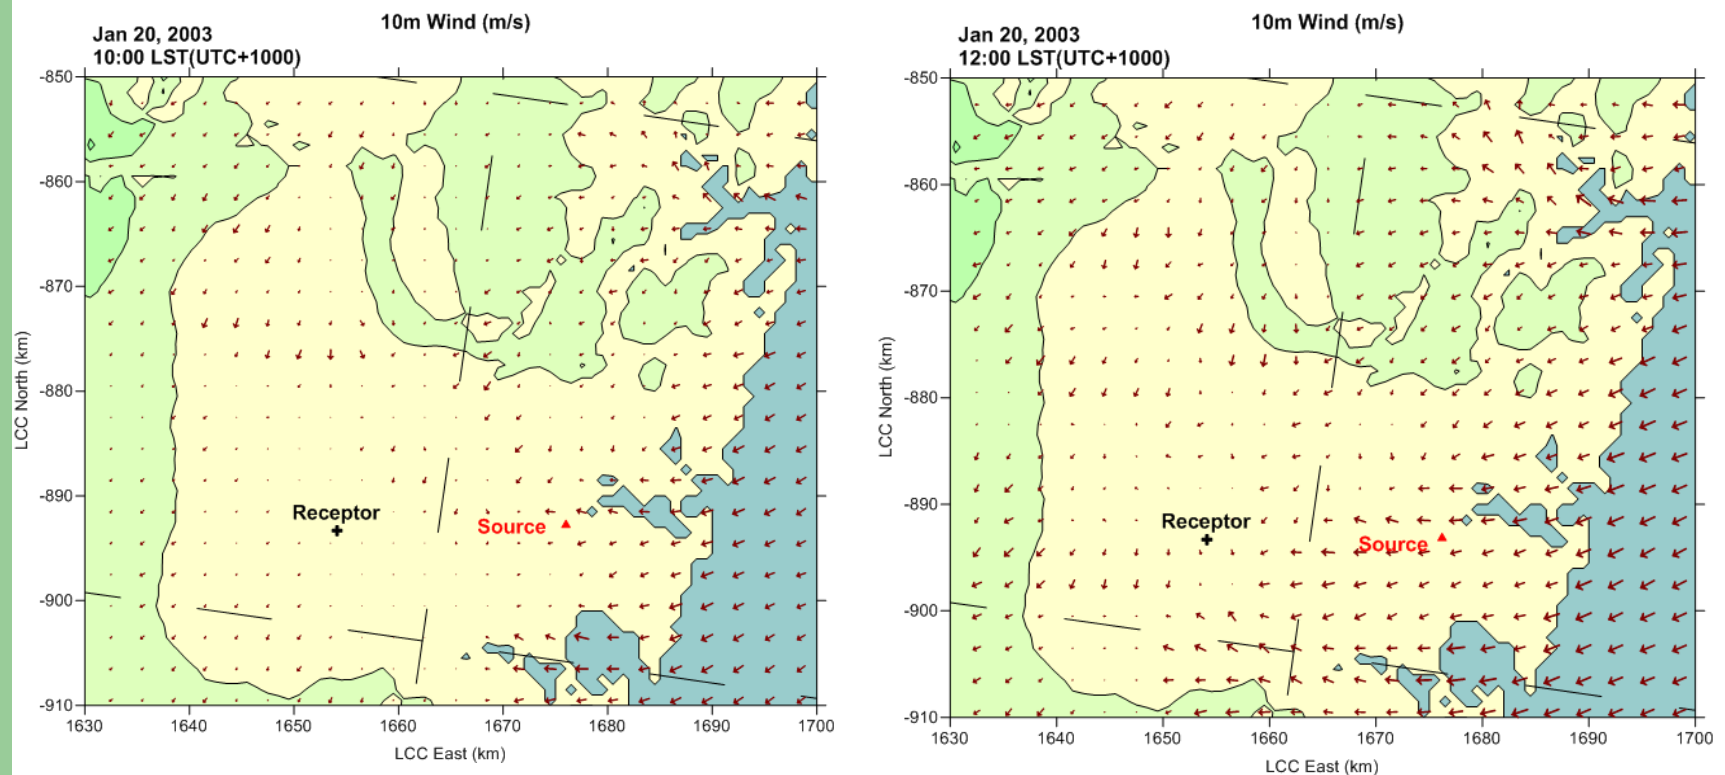 10m Wind (m/s)
Jan 20, 2003
10:00 LST(UTC+1000)
-850
-860
-870
-880
-890
-900
-910
LCC North (km)
Receptor
Source
1630 1640 1650 1660 1670 1680 1690 1700
LCC East (km)
10m Wind (m/s)
Jan 20, 2003
12:00 LST(UTC+1000)
-850
-860
-870
-880
-890
-900
-910
LCC North (km)
Receptor
Source
1630 1640 1650 1660 1670 1680 1690 1700
LCC East (km)